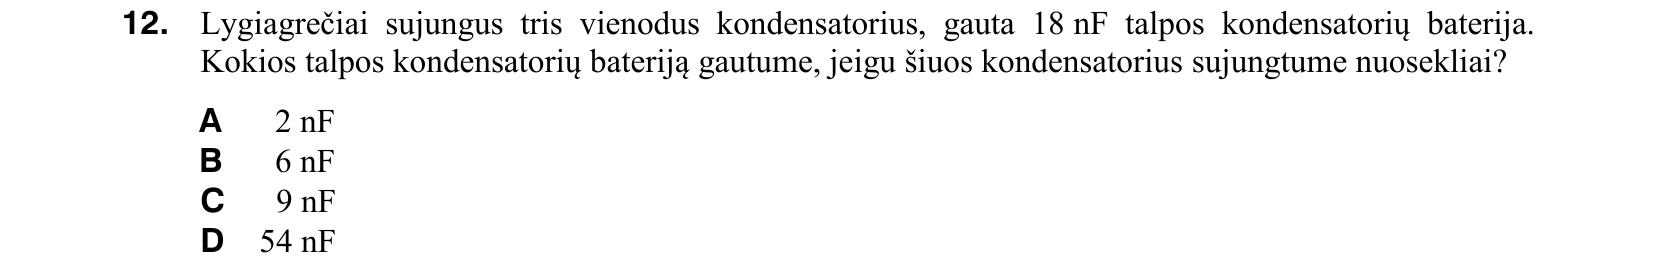 12. Lygiagrečiai sujungus tris vienodus kondensatorius, gauta 18 nF talpos kondensatorių baterija.
Kokios talpos kondensatorių bateriją gautume, jeigu šiuos kondensatorius sujungtume nuosekliai?
A 2 nF
B 6 nF
C 9 nF
D 54 nF